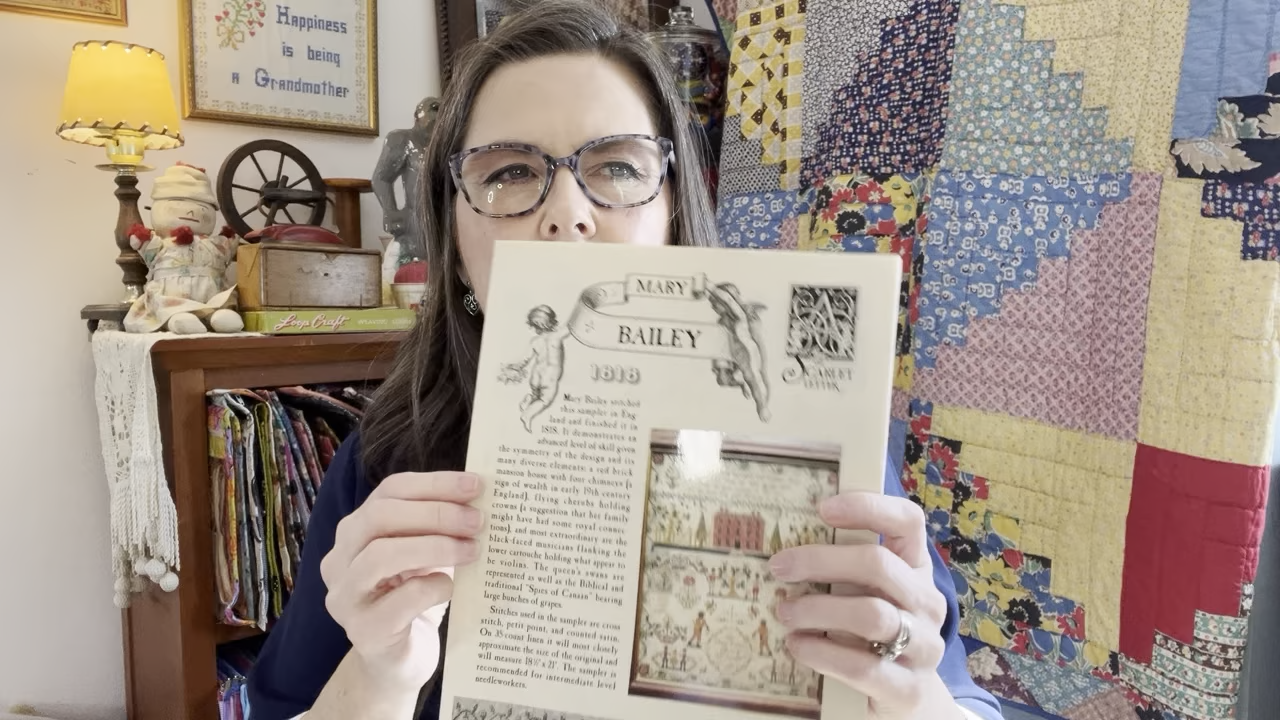 Happiness
is being
a Grandmother
Loop Craft
MARY
BAILEY
1818
A
SCARLET
LETTER
Mary Bailey stitched
this sampler in Eng-
land and finished it in
1818. It demonstrates an
advanced level of skill given
the symmetry of the design and its
many diverse elements: a red brick
mansion house with four chimneys (a
sign of wealth in early 19th century
England), flying cherubs holding
crowns (a suggestion that her family
might have had some royal connec-
tions), and most extraordinary are the
black-faced musicians flanking the
lower cartouche holding what appear to
be violins. The queen's swans are
represented as well as the Biblical and
traditional "Spies of Canaan" bearing
large bunches of grapes.
Stitches used in the sampler are cross
stitch, petit point, and counted satin.
On 35-count linen it will most closely
approximate the size of the original and
will measure 18½" x 21". The sampler is
recommended for intermediate level
needleworkers.